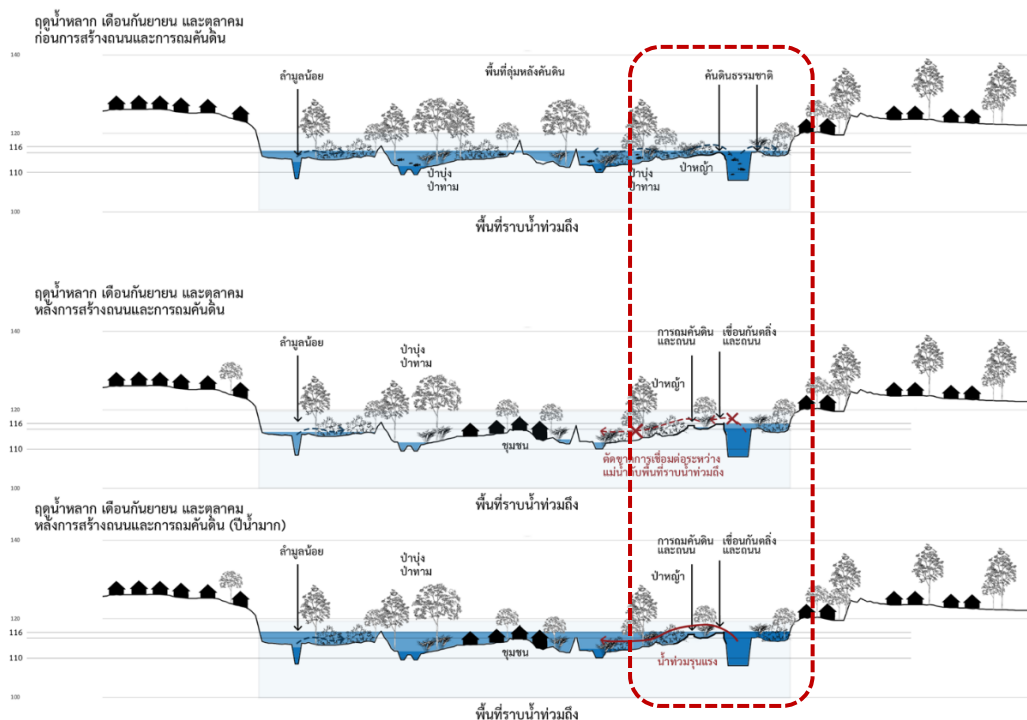 ฤดูน้ำหลาก เดือนกันยายน และตุลาคม
ก่อนการสร้างถนนและการถมคันดิน
140
ลำมูลน้อย
พื้นที่ลุ่มหลังคันดิน
คันดินธรรมชาติ
120
116
110
ป่าบุ่ง
ป่าทาม
ป่าบุ่ง
ป่าทาม
ป่าหญ้า
100
พื้นที่ราบน้ำท่วมถึง
ฤดูน้ำหลาก เดือนกันยายน และตุลาคม
หลังการสร้างถนนและการถมคันดิน
140
ลำมูลน้อย
ป่าบุ่ง
ป่าทาม
การถมคันดิน
และถนน
เขื่อนกันตลิ่ง
และถนน
ป่าหญ้า
120
116
110
ชุมชน
ตัดขาดการเชื่อมต่อระหว่าง
แม่น้ำกับพื้นที่ราบน้ำท่วมถึง
100
พื้นที่ราบน้ำท่วมถึง
ฤดูน้ำหลาก เดือนกันยายน และตุลาคม
หลังการสร้างถนนและการถมคันดิน (ปีน้ำมาก)
140
ลำมูลน้อย
ป่าบุ่ง
ป่าทาม
การถมคันดิน
และถนน
เขื่อนกันตลิ่ง
และถนน
ป่าหญ้า
120
116
110
ชุมชน
น้ำท่วมรุนแรง
100
พื้นที่ราบน้ำท่วมถึง